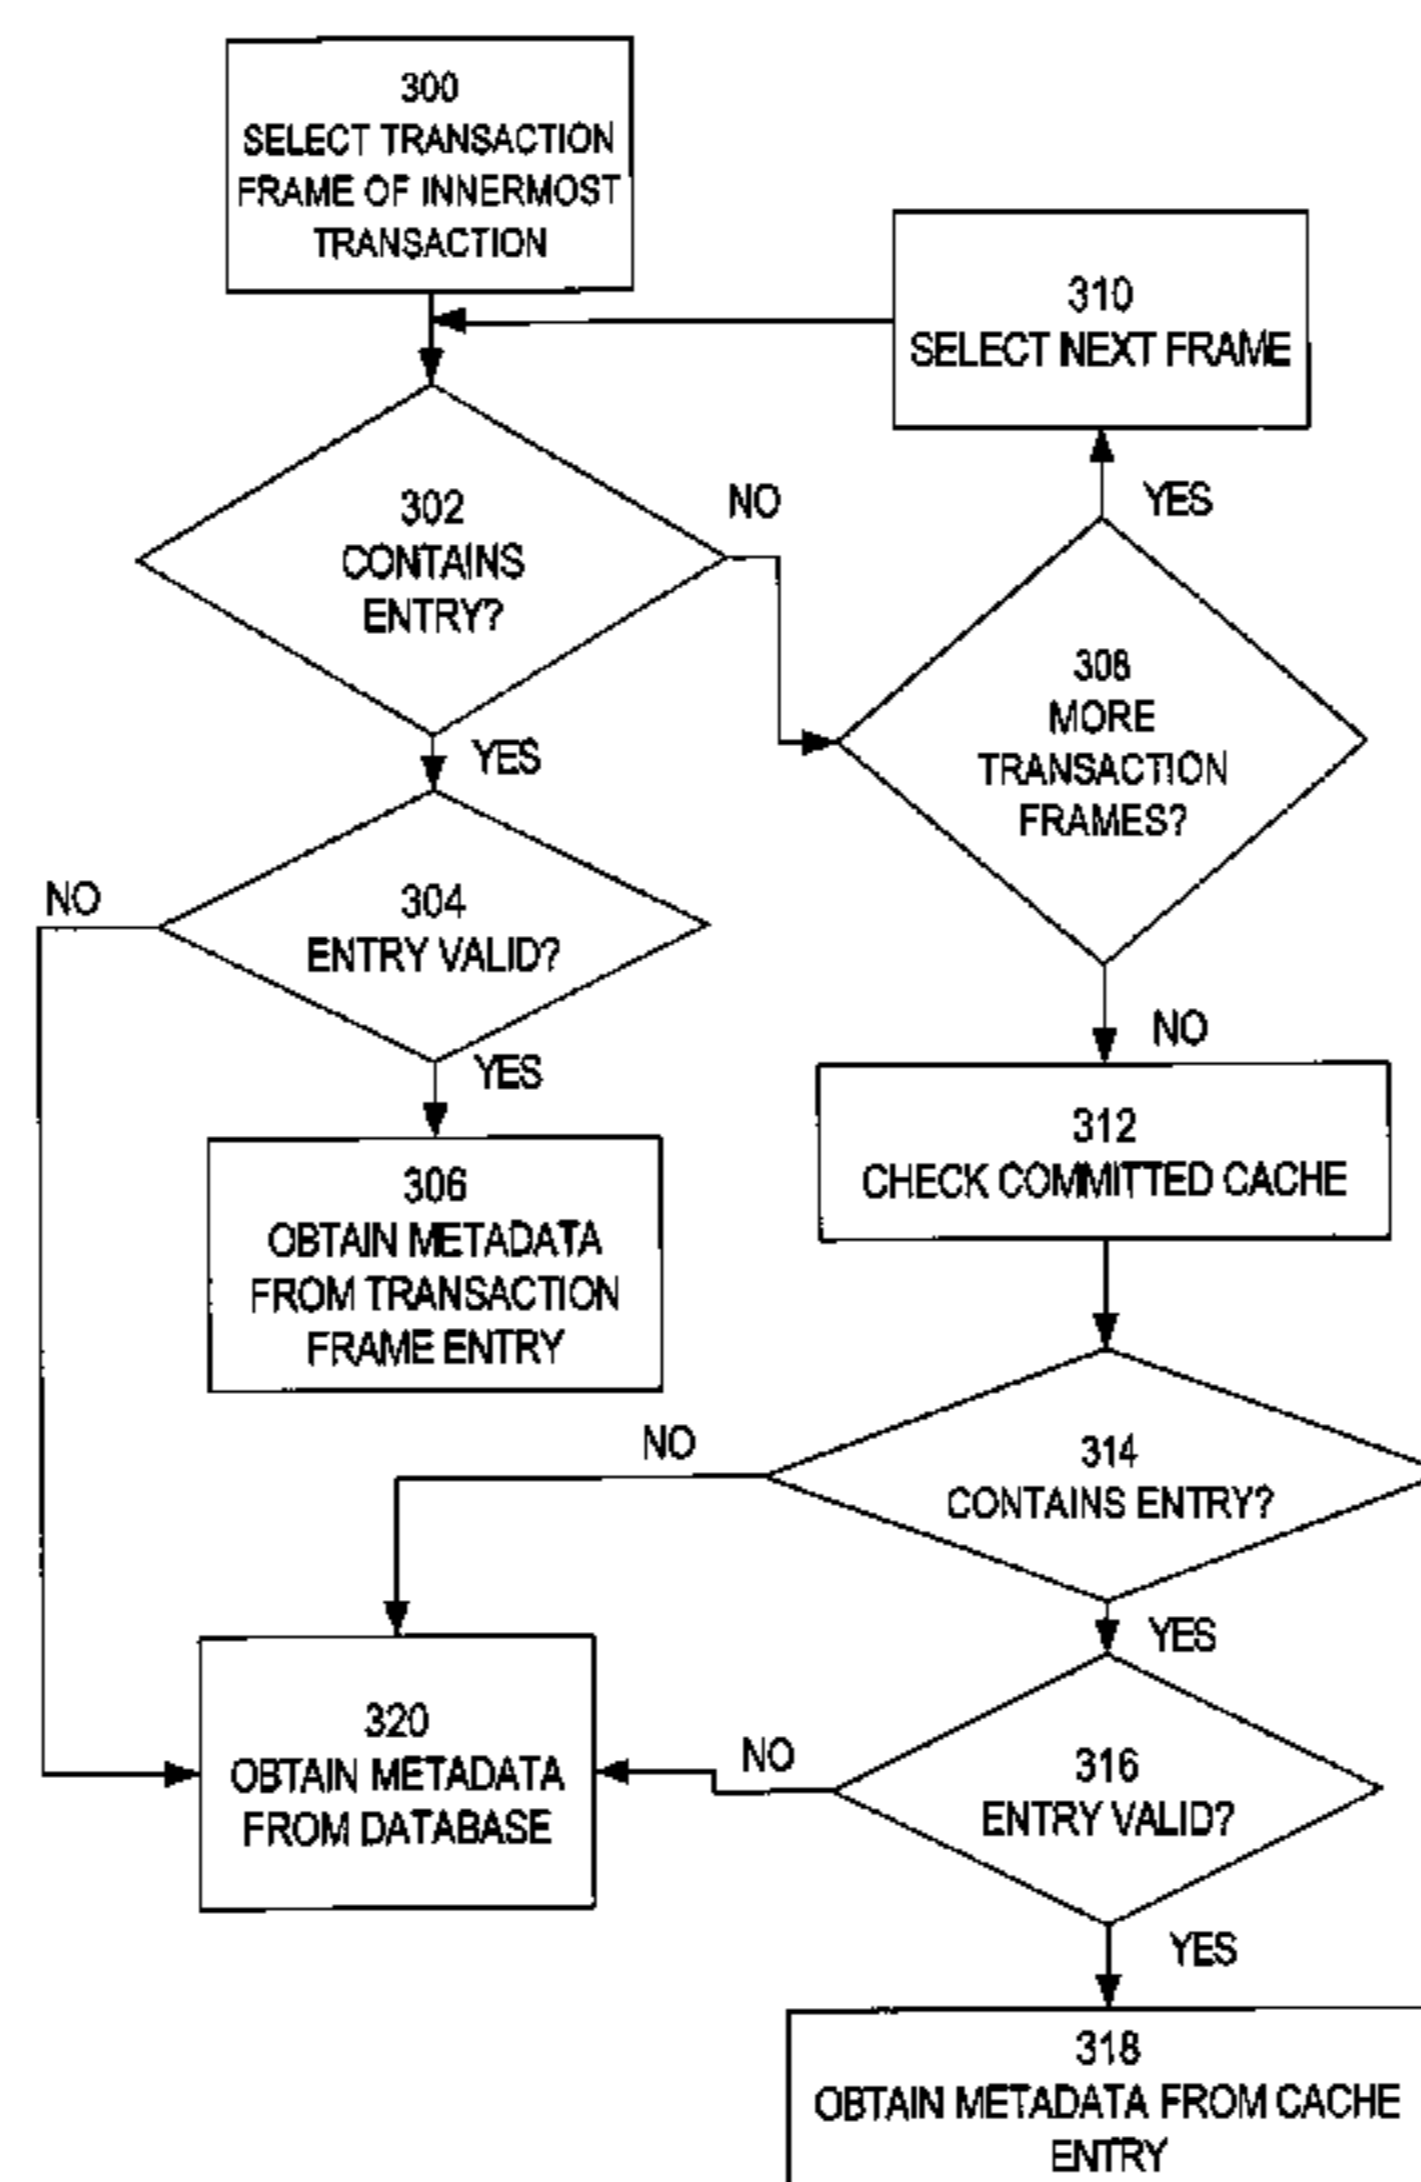 300
SELECT TRANSACTION
FRAME OF INNERMOST
TRANSACTION
310
SELECT NEXT FRAME
YES
302
CONTAINS
ENTRY?
NO
308
MORE
TRANSACTION
FRAMES?
YES
304
ENTRY VALID?
NO
YES
NO
306
OBTAIN METADATA
FROM TRANSACTION
FRAME ENTRY
312
CHECK COMMITTED CACHE
314
CONTAINS ENTRY?
NO
YES
320
OBTAIN METADATA
FROM DATABASE
NO
316
ENTRY VALID?
YES
318
OBTAIN METADATA FROM CACHE
ENTRY